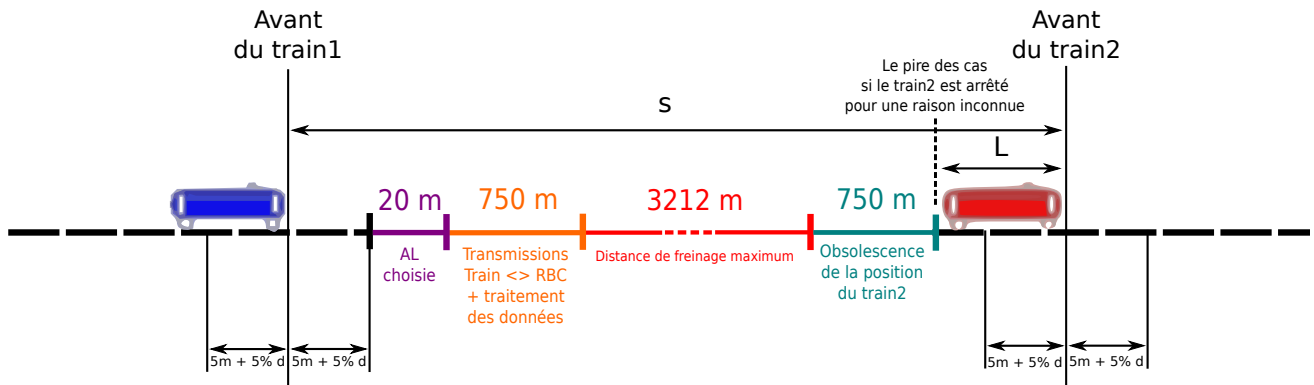 Avant
du train1
Avant
du train2
Le pire des cas
si le train2 est arrété
pour une raison inconnue
s
L
20 m
750 m
3212 m
750 m
AL
choisie
Transmissions
Train <> RBC
+ traitement
des données
Distance de freinage maximum
Obsolescence
de la position
du train2
5m + 5% d
5m + 5% d
5m + 5% d
5m + 5% d